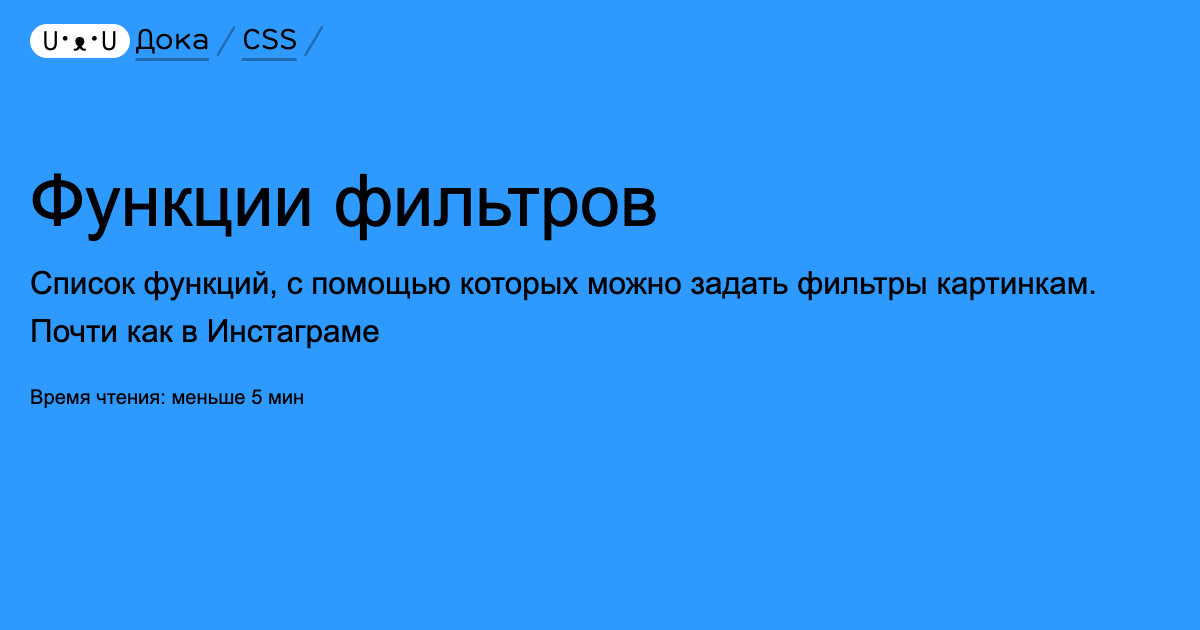 U•ᴥ•U Дока / CSS /
Функции фильтров
Список функций, с помощью которых можно задать фильтры картинкам.
Почти как в Инстаграме
Время чтения: меньше 5 мин